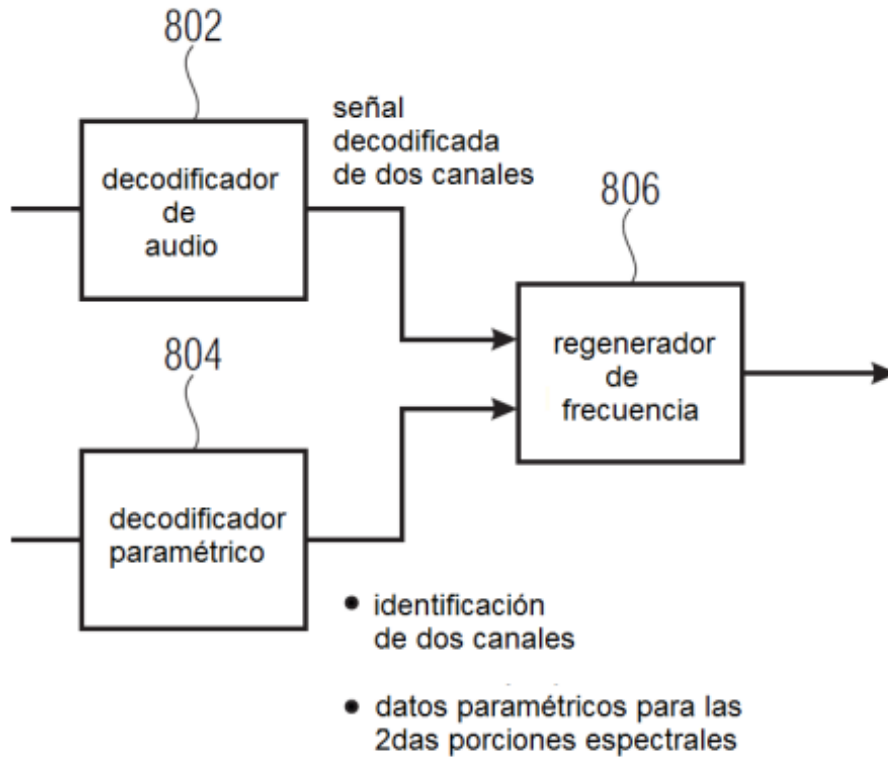 802
decodificador
de
audio
señal
decodificada
de dos canales
806
regenerador
de
frecuencia
804
decodificador
paramétrico
• identificación
de dos canales
• datos paramétricos para las
2das porciones espectrales